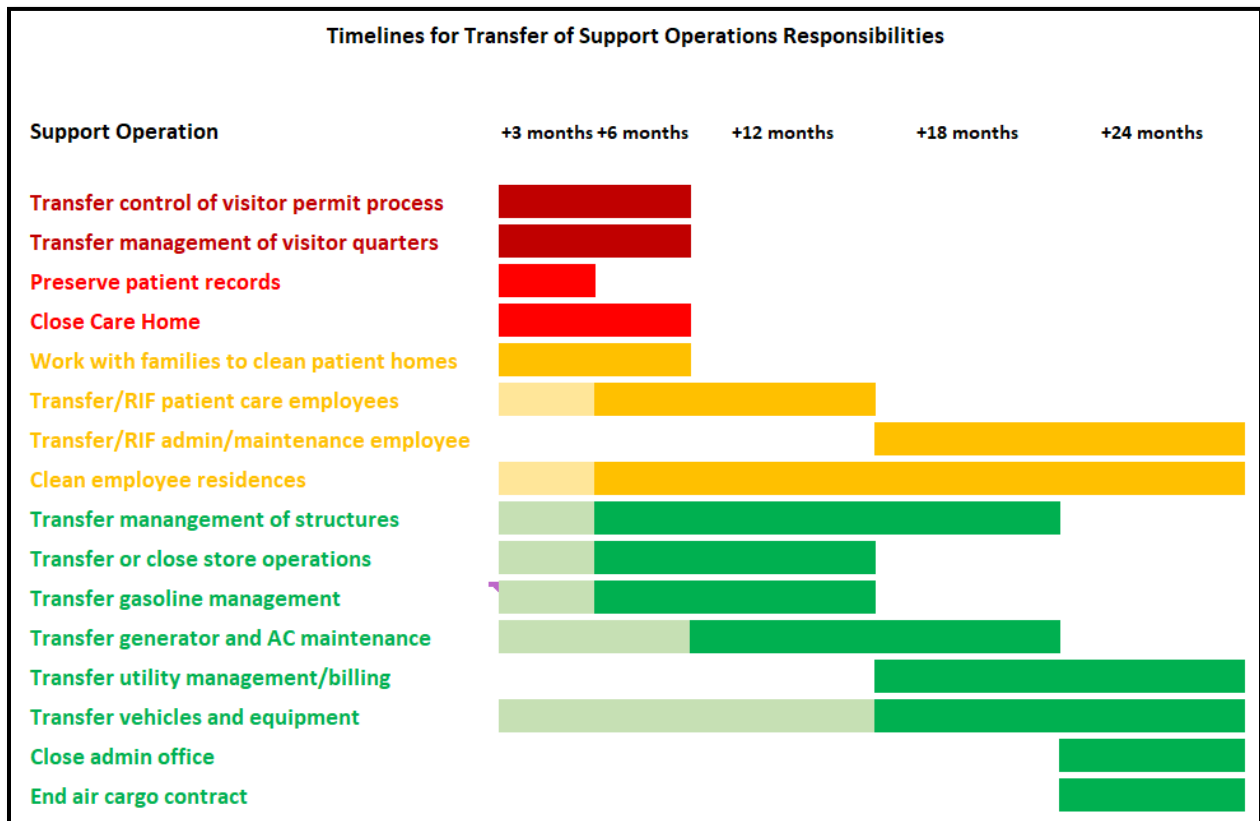 Timelines for Transfer of Support Operations Responsibilities
Support Operation +3 months +6 months +12 months +18 months +24 months
Transfer control of visitor permit process
Transfer management of visitor quarters
Preserve patient records
Close Care Home
Work with families to clean patient homes
Transfer/RIF patient care employees
Transfer/RIF admin/maintenance employee
Clean employee residences
Transfer manangement of structures
Transfer or close store operations
Transfer gasoline management
Transfer generator and AC maintenance
Transfer utility management/billing
Transfer vehicles and equipment
Close admin office
End air cargo contract